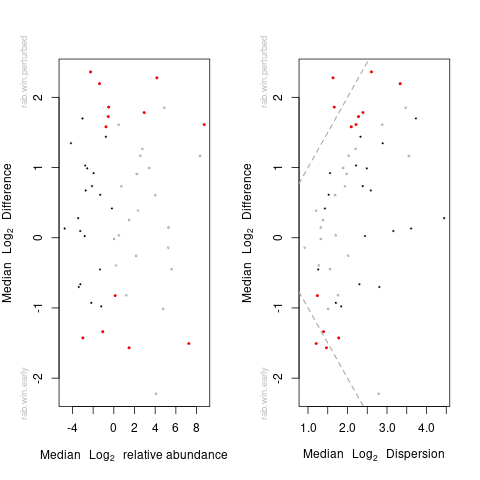 rab.win.perturbed
rab.win.early
Median Log2 Difference
2
1
0
-1
-2
-4
0
2
4
6
8
Median Log2 relative abundance
rab.win.perturbed
rab.win.early
Median Log2 Difference
2
1
0
-1
-2
1.0
2.0
3.0
4.0
Median Log2 Dispersion